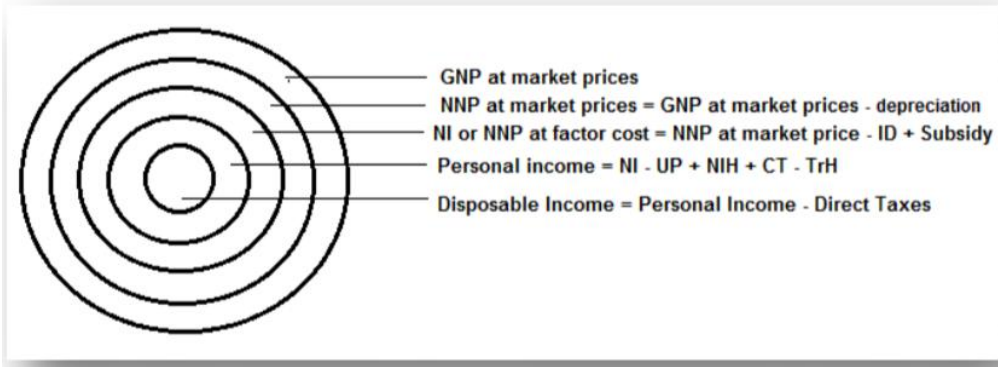 GNP at market prices
NNP at market prices = GNP at market prices - depreciation
NI or NNP at factor cost = NNP at market price - ID + Subsidy
Personal income = NI - UP + NIH + CT - TrH
Disposable Income = Personal Income - Direct Taxes